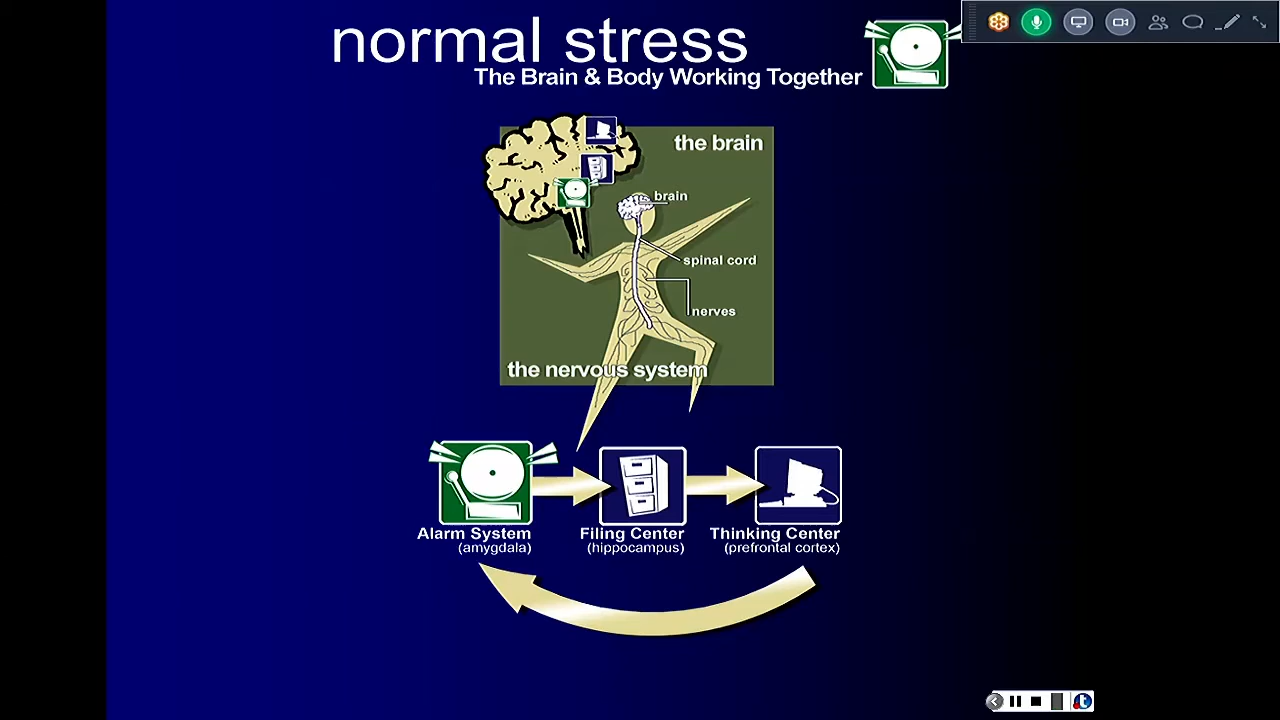 normal stress
The Brain & Body Working Together
the brain
brain
spinal cord
nerves
the nervous system
Alarm System
(amygdala)
Filing Center
(hippocampus)
Thinking Center
(prefrontal cortex)
t